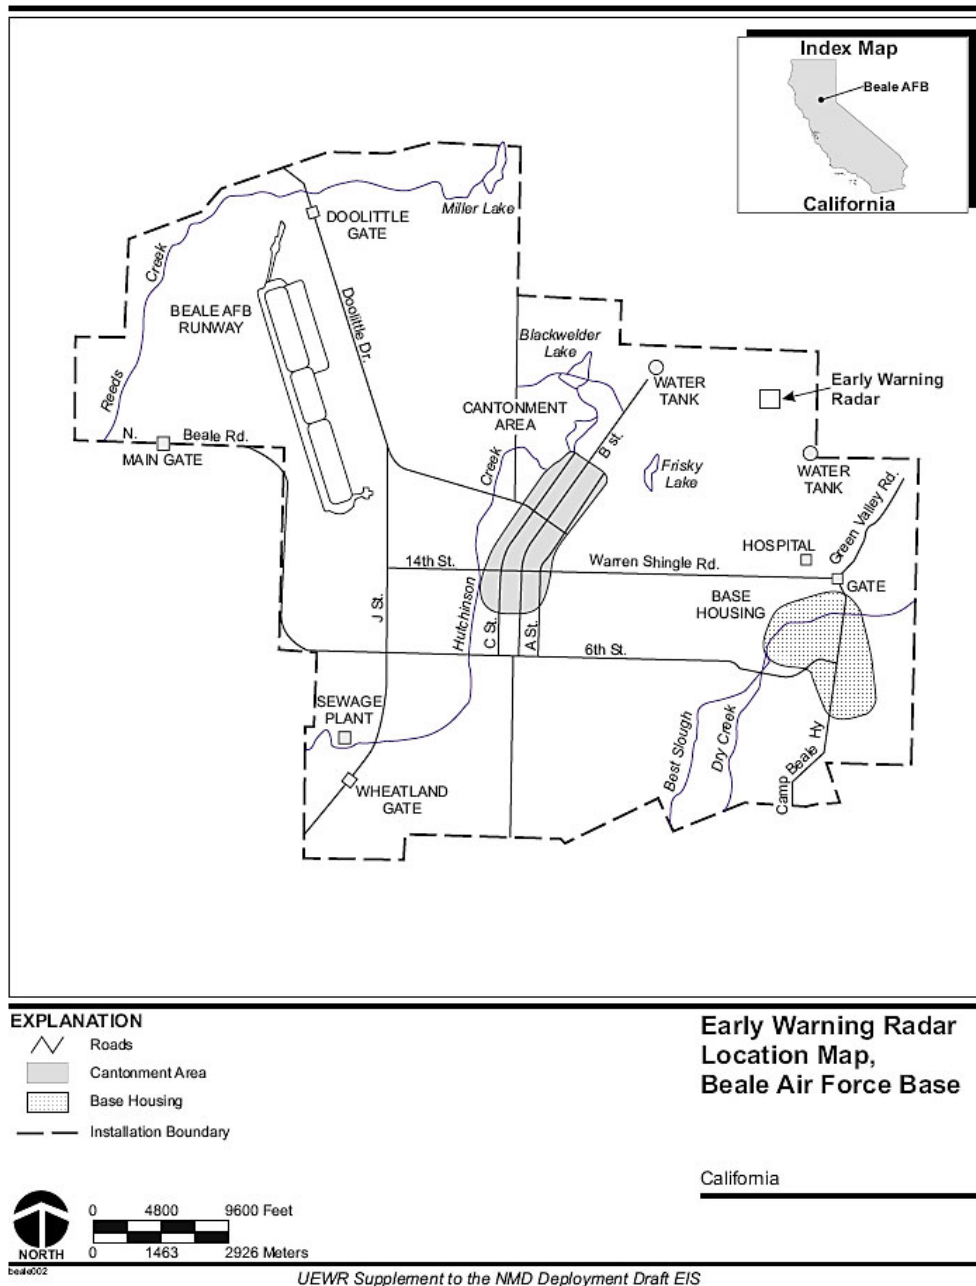 Index Map
Beale AFB
California
Miller Lake
DOOLITTLE
GATE
Creek
Reeds
BEALE AFB
RUNWAY
Doolittle Dr.
Blackwelder
Lake
WATER
TANK
Early Warning
Radar
CANTONMENT
AREA
B st.
N.
Beale Rd.
MAIN GATE
Creek
Hutchinson
Frisky
Lake
WATER
TANK
Green Valley Rd.
HOSPITAL
14th St.
Warren Shingle Rd.
GATE
BASE
HOUSING
J St.
C St.
A St.
6th St.
SEWAGE
PLANT
Best Slough
Dry Creek
Camp Beale Hy
WHEATLAND
GATE
EXPLANATION
Roads
Cantonment Area
Base Housing
Installation Boundary
Early Warning Radar
Location Map,
Beale Air Force Base
California
NORTH
0 4800 9600 Feet
0 1463 2926 Meters
beale002
UEWR Supplement to the NMD Deployment Draft EIS